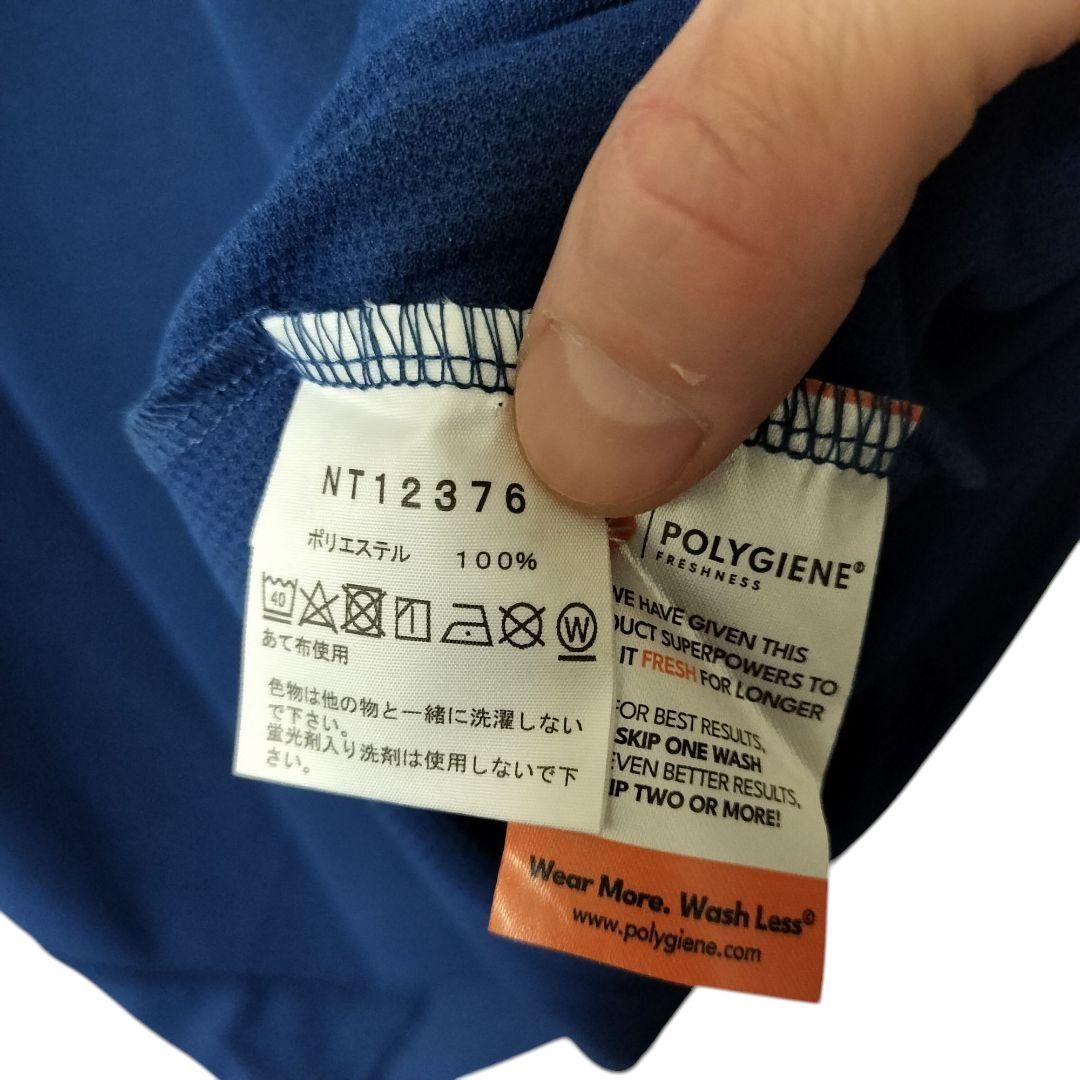 NT12376
ポリエステル 100%
40 W
あて布使用
色物は他の物と一緒に洗濯しない
で下さい。
蛍光剤入り洗剤は使用しないで下
さい。
POLYGIENE®
FRESHNESS
WE HAVE GIVEN THIS
SUPERPOWERS TO
IT FRESH FOR LONGER
FOR BEST RESULTS,
SKIP ONE WASH
EVEN BETTER RESULTS,
TWO OR MORE!
Wear More. Wash Less®
www.polygiene.com